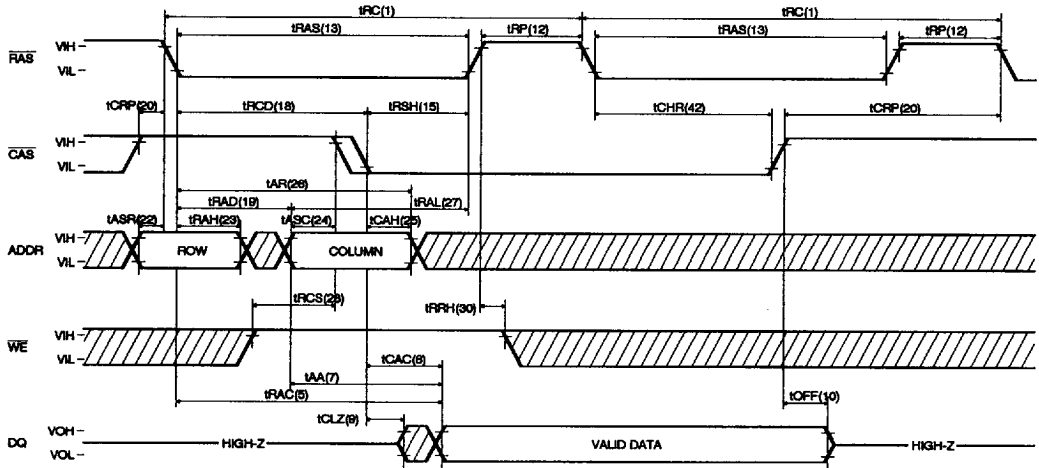 tRC(1) tRC(1)
tRAS(13) tRP(12) tRAS(13) tRP(12)
RAS VIH VIL
tCRP(20) tRCD(18) tRSH(15) tCHR(42) tCRP(20)
CAS VIH VIL
tAR(26)
tRAD(19) tRAL(27)
tASR(22) tRAH(23) tASC(24) tCAH(25)
ADDR VIH VIL ROW COLUMN
tRCS(28) tRRH(30)
WE VIH VIL
tCAC(6)
tAA(7)
tRAC(5) tOFF(10)
tCLZ(9)
DQ VOH VOL HIGH-Z VALID DATA HIGH-Z